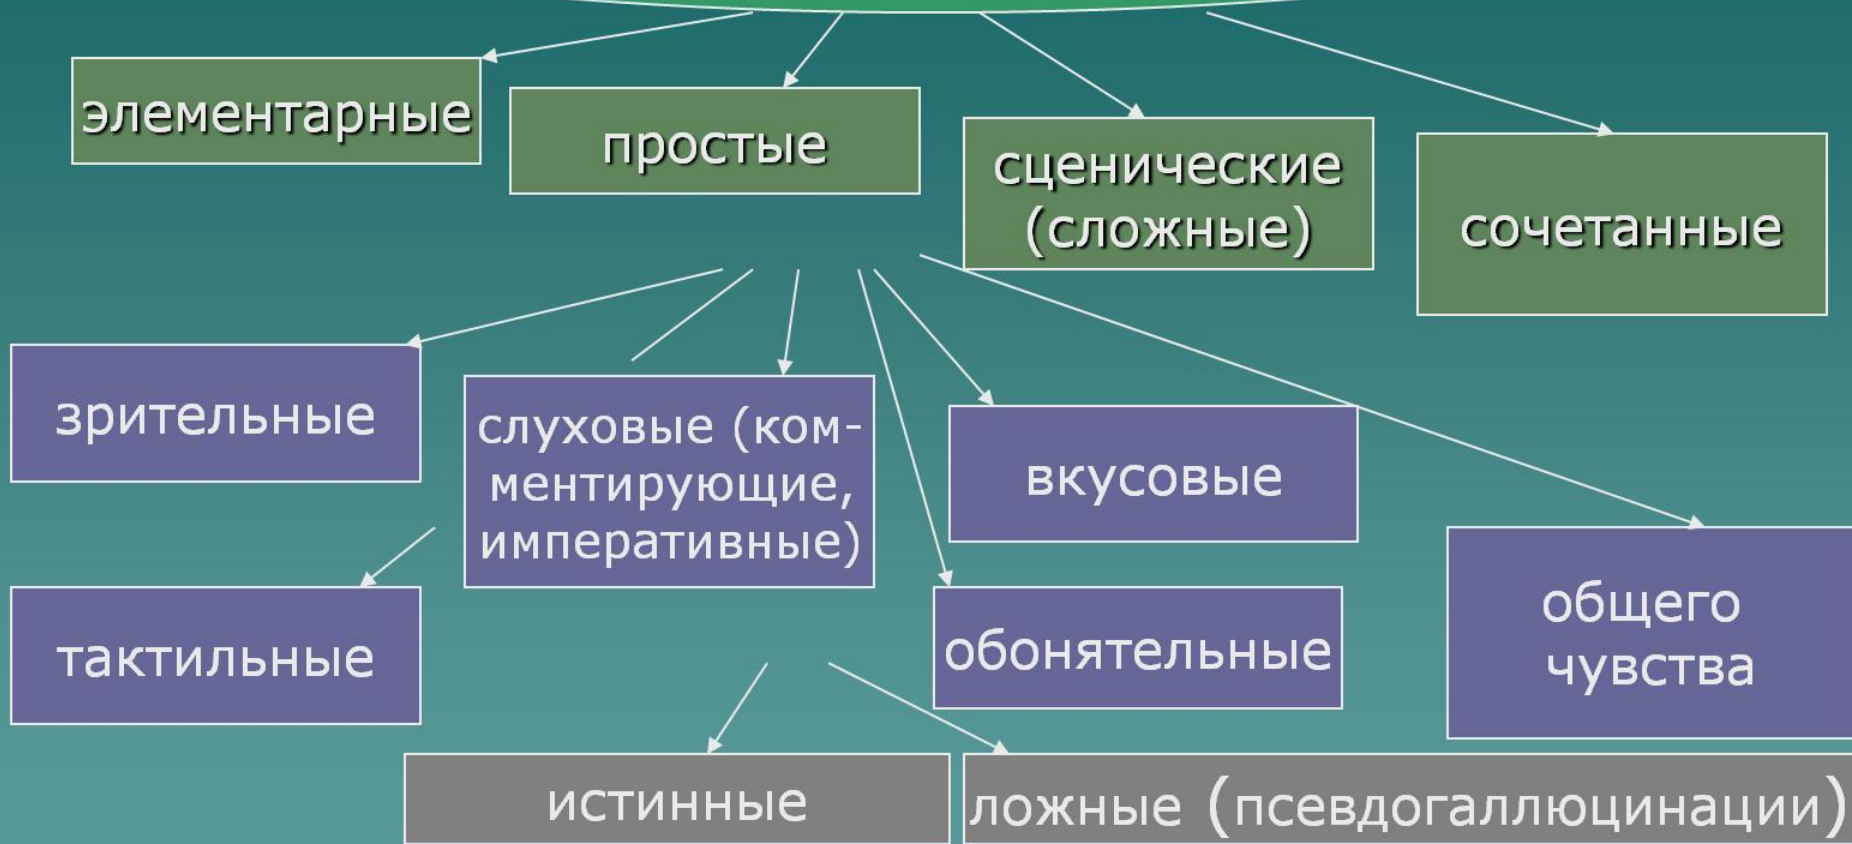 элементарные
простые
сценические
(сложные)
сочетанные
зрительные
слуховые (ком-
ментирующие,
императивные)
вкусовые
тактильные
обонятельные
общего
чувства
истинные
ложные (псевдогаллюцинации)